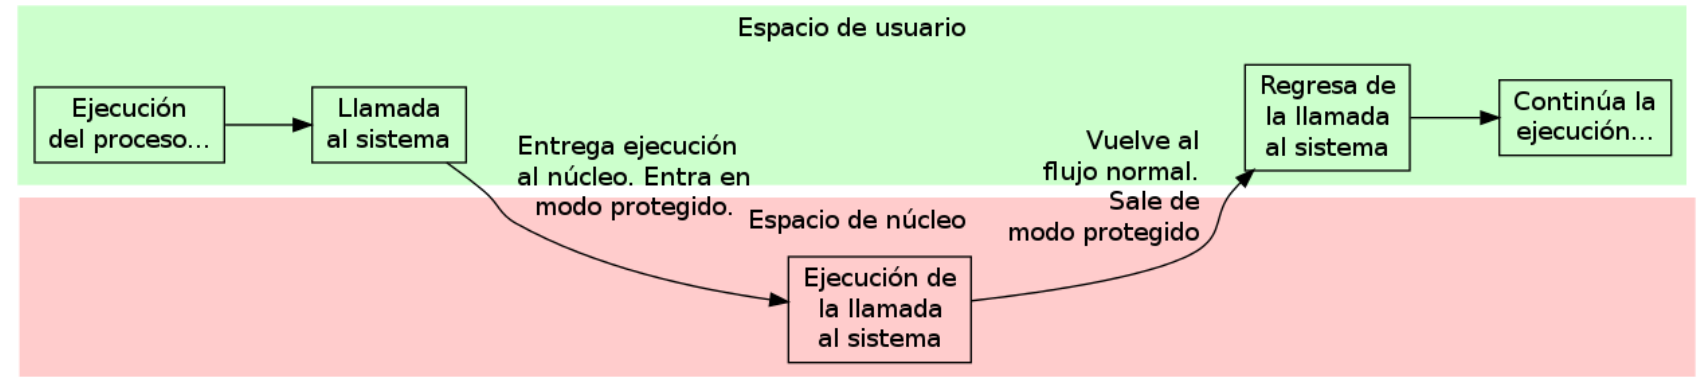 Espacio de usuario
Ejecución
del proceso...
Llamada
al sistema
Entrega ejecución
al núcleo. Entra en
modo protegido.
Espacio de núcleo
Ejecución de
la llamada
al sistema
Vuelve al
flujo normal.
Sale de
modo protegido
Regresa de
la llamada
al sistema
Continúa la
ejecución...